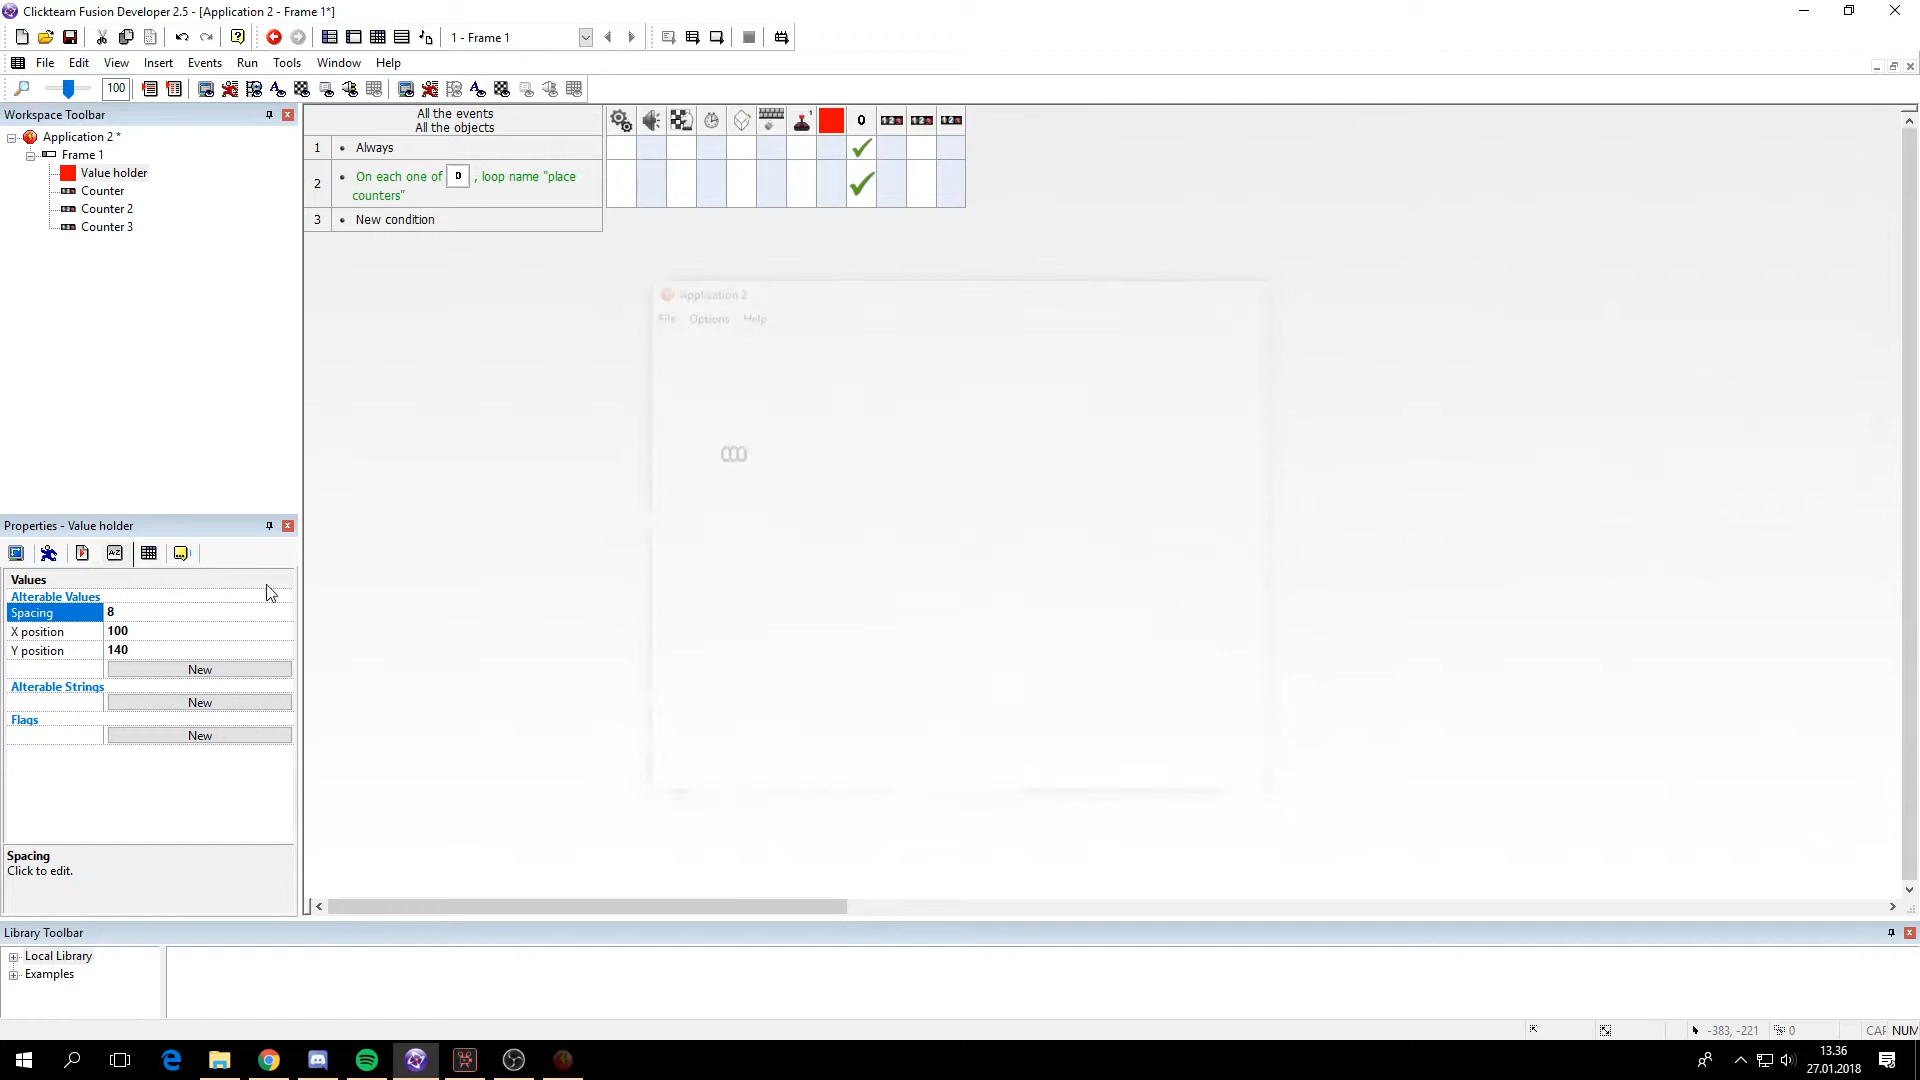 Clickteam Fusion Developer 2.5 - [Application 2 - Frame 1*]
1 - Frame 1
File Edit View Insert Events Run Tools Window Help
100
Workspace Toolbar
Application 2 *
Frame 1
Value holder
Counter
Counter 2
Counter 3
All the events
All the objects
0
1 • Always
2 • On each one of 0 , loop name "place
counters"
3 • New condition
Application 2
File Options Help
000
Properties - Value holder
Values
Alterable Values
Spacing 8
X position 100
Y position 140
New
Alterable Strings
New
Flags
New
Spacing
Click to edit.
Library Toolbar
Local Library
Examples
-383, -221
0
CAP NUM
13.36
27.01.2018